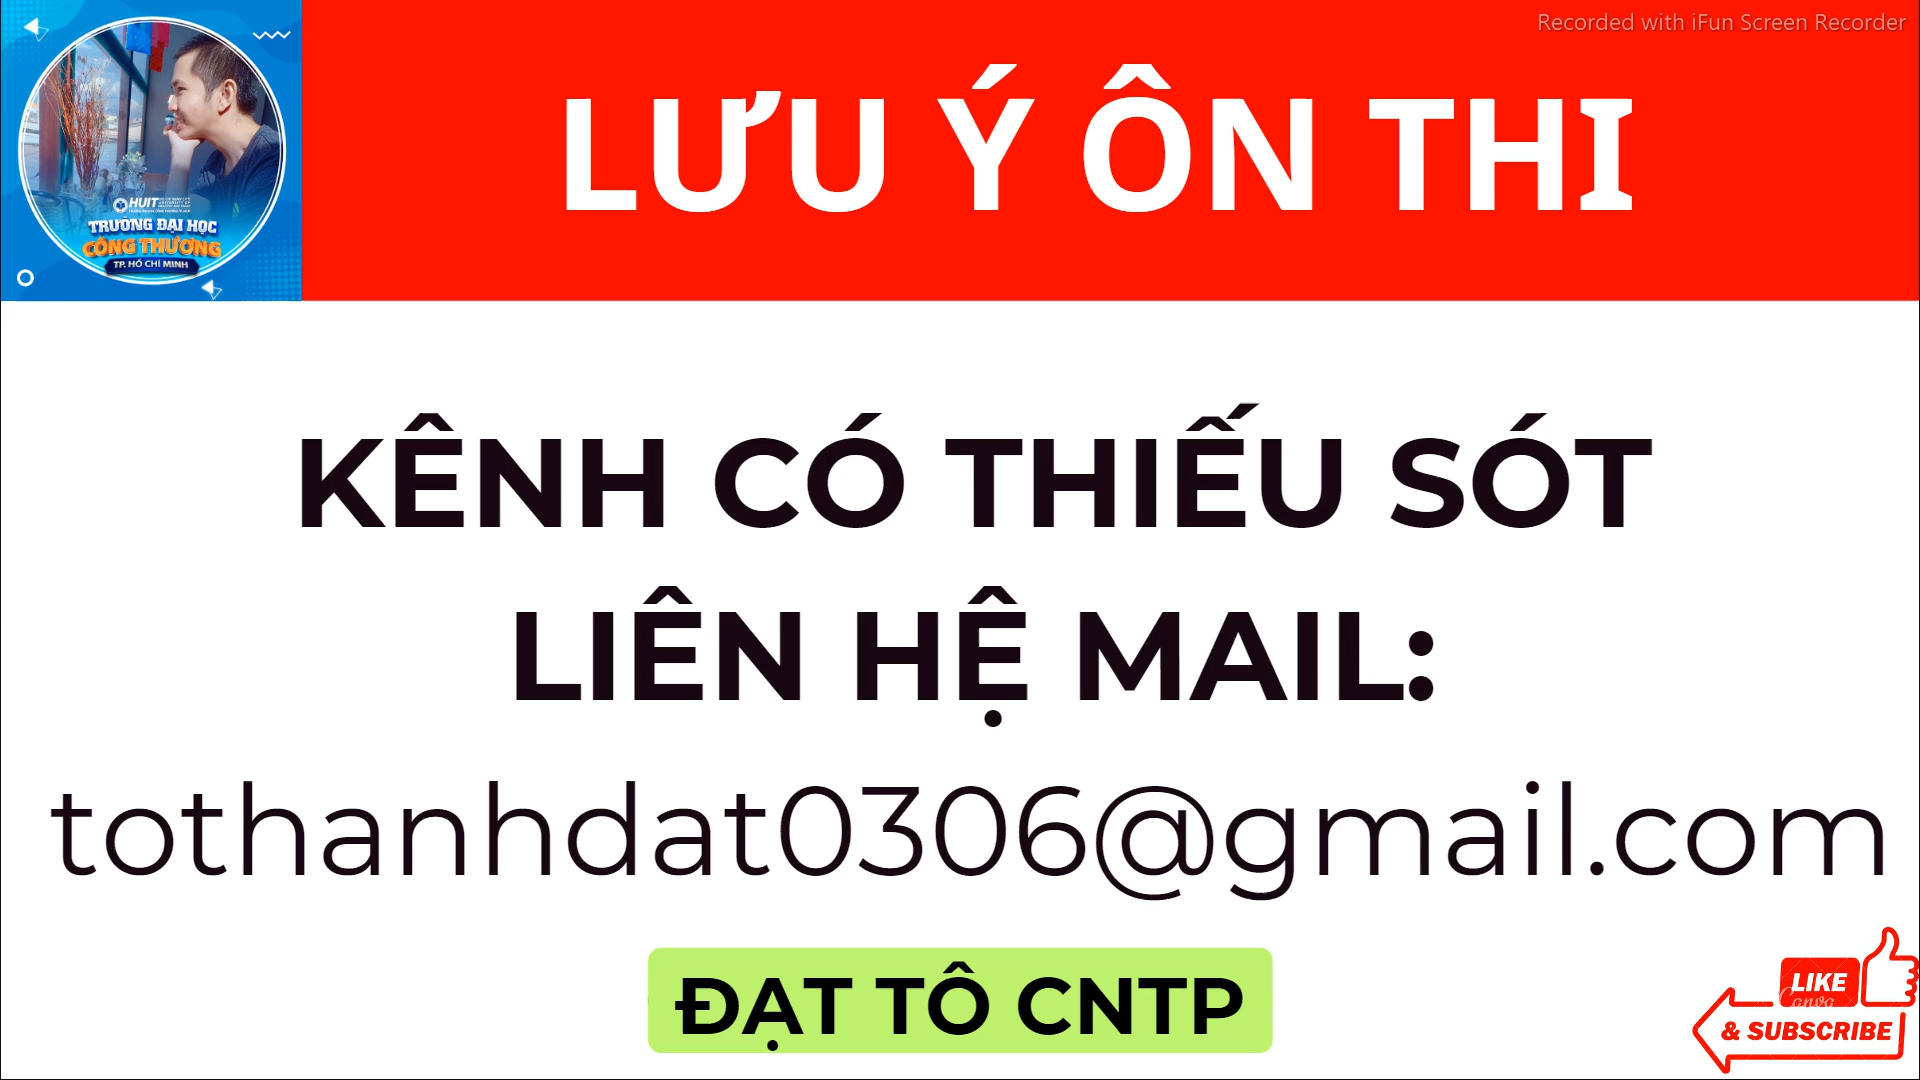 Recorded with iFun Screen Recorder
LƯU Ý ÔN THI
HUIT
TRƯỜNG ĐẠI HỌC
CÔNG THƯƠNG
TP. HỒ CHÍ MINH
KÊNH CÓ THIẾU SÓT
LIÊN HỆ MAIL:
tothanhdat0306@gmail.com
ĐẠT TÔ CNTP
LIKE
Canva
& SUBSCRIBE